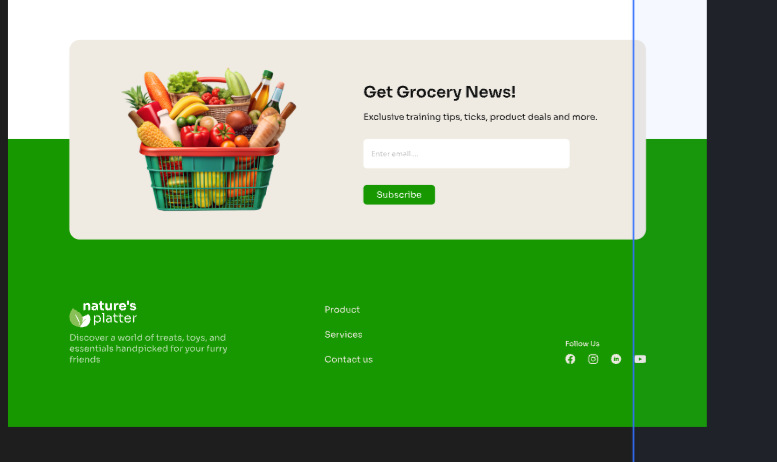 Get Grocery News!
Exclusive training tips, ticks, product deals and more.
Enter email ...
Subscribe
nature's
platter
Discover a world of treats, toys, and
essentials handpicked for your furry
friends
Product
Services
Contact us
Follow Us